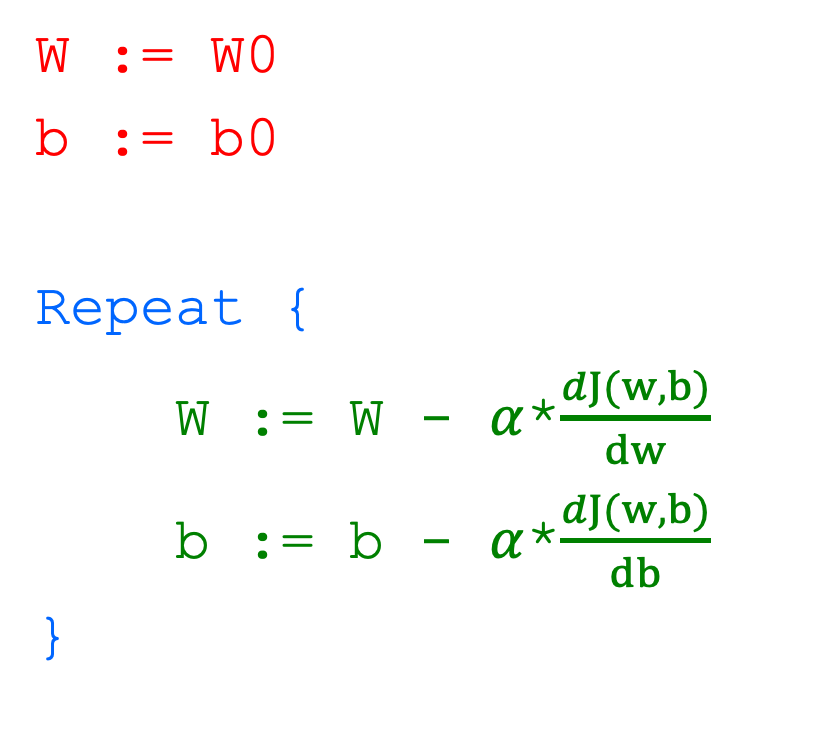 W := W0
b := b0
Repeat {
W := W - α*dJ(w,b)/dw
b := b - α*dJ(w,b)/db
}